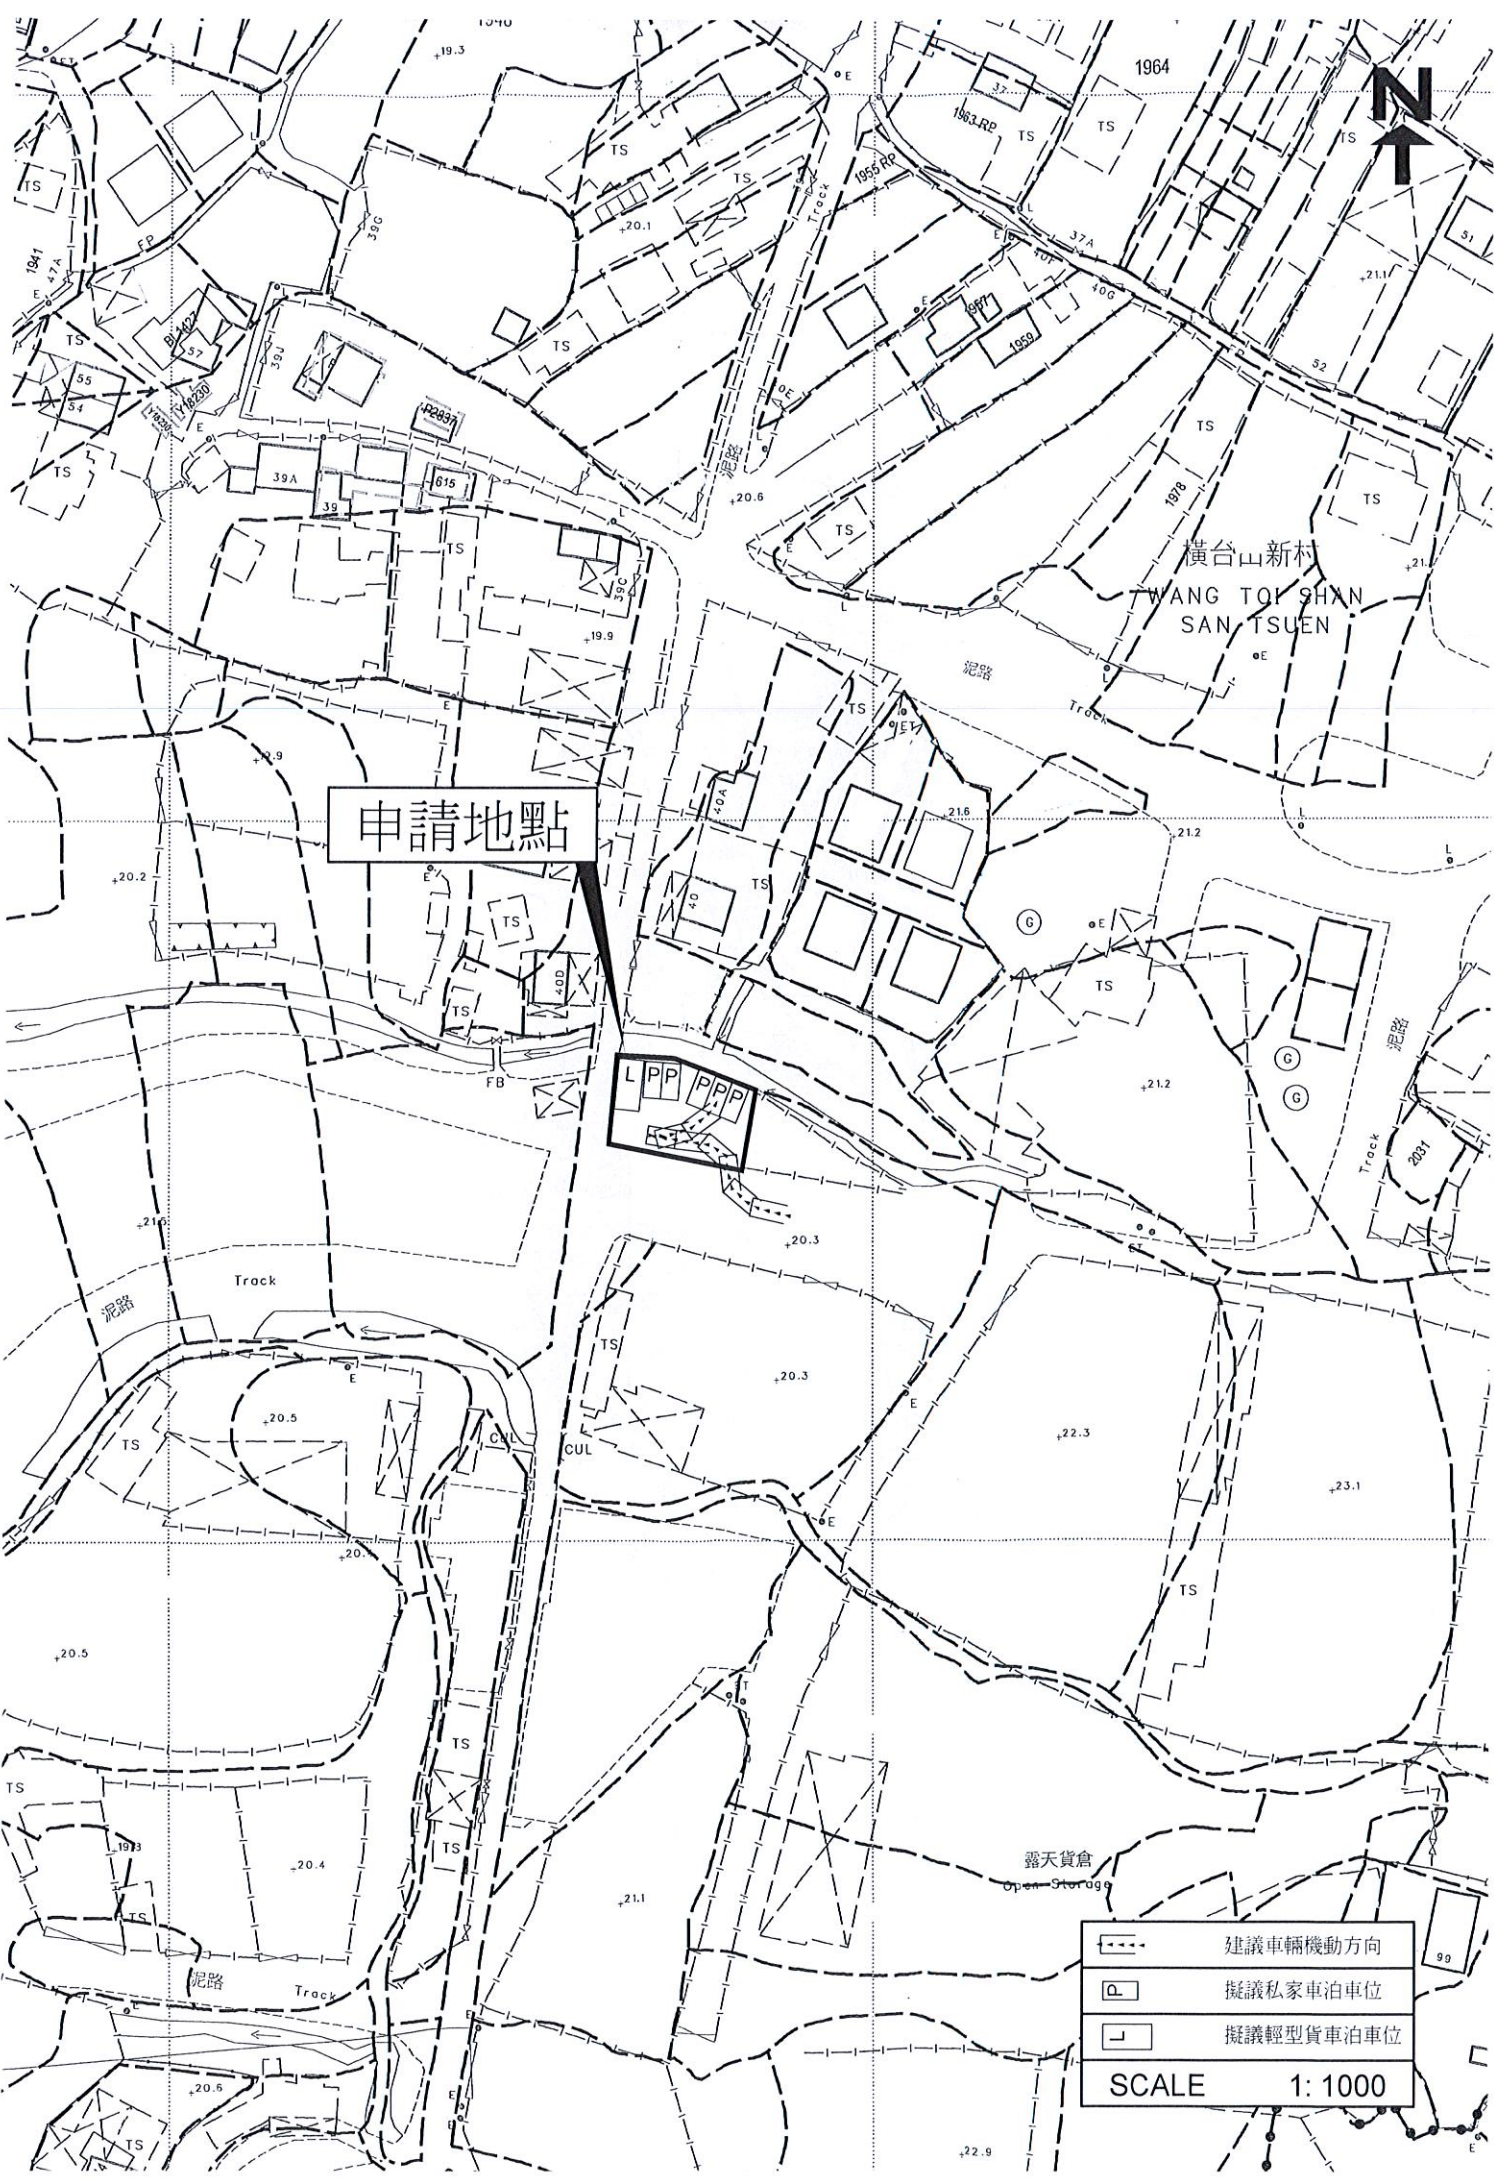 1964
N
+19.3
E
37
1963 RP
TS
TS
TS
TS
TS
TS
1955 RP
Track
39G
+20.1
FP
1941
47A
E
E
L
37A
40F
40G
51
+21.1
TS
57
39J
TS
E
1959
52
55
54
Y18230
TS
E
39A
39
615
TS
泥路
+20.6
TS
TS
1978
TS
橫台山新村
WANG TOI SHAN
SAN TSUEN
39C
+19.9
E
L
E
L
泥路
Track
TS
ET
E
40A
+21.6
+21.2
L
L
申請地點
+20.2
E
TS
40
TS
G
E
TS
40D
TS
泥路
FB
L
P
P
P
P
P
+21.2
G
G
Track
2031
+20.3
Track
泥路
TS
+20.3
E
E
+20.5
TS
CUL
CUL
+22.3
+23.1
E
TS
+20.5
TS
TS
TS
+20.4
TS
+21.1
露天貨倉
Open Storage
泥路
Track
L
E
99
建議車輛機動方向
P
擬議私家車泊車位
L
擬議輕型貨車泊車位
SCALE 1: 1000
+20.6
E
TS
+22.9
E